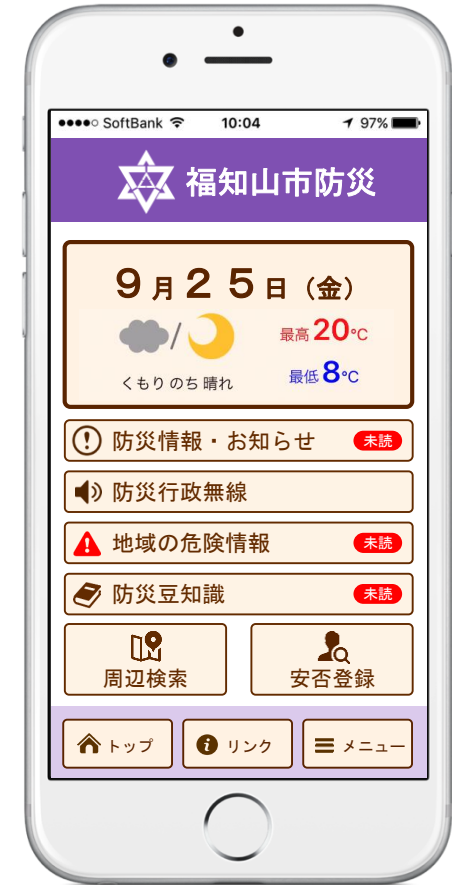 SoftBank 10:04 97%
福知山市防災
9月25日（金）
最高20℃
最低8℃
くもり のち 晴れ
防災情報・お知らせ 未読
防災行政無線
地域の危険情報 未読
防災豆知識 未読
周辺検索 安否登録
トップ リンク メニュー